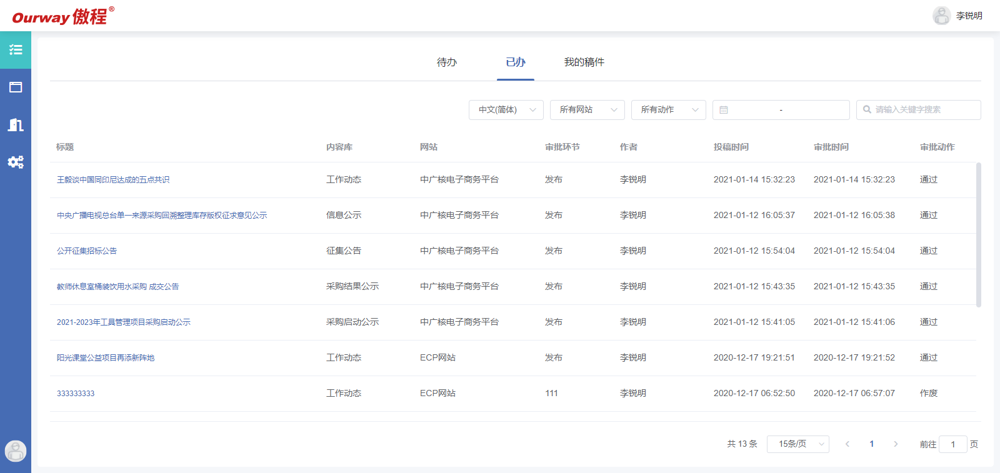 Ourway 傲程®
李锐明
待办 已办 我的稿件
中文(简体) 所有网站 所有动作 - 请输入关键字搜索
标题 内容库 网站 审批环节 作者 投稿时间 审批时间 审批动作
王毅谈中国同印尼达成的五点共识 工作动态 中广核电子商务平台 发布 李锐明 2021-01-14 15:32:23 2021-01-14 15:32:23 通过
中央广播电视总台单一来源采购回溯整理库存版权征求意见公示 信息公示 中广核电子商务平台 发布 李锐明 2021-01-12 16:05:37 2021-01-12 16:05:38 通过
公开征集招标公告 征集公告 中广核电子商务平台 发布 李锐明 2021-01-12 15:54:04 2021-01-12 15:54:04 通过
教师休息室桶装饮用水采购 成交公告 采购结果公示 中广核电子商务平台 发布 李锐明 2021-01-12 15:43:35 2021-01-12 15:43:35 通过
2021-2023年工具管理项目采购启动公示 采购启动公示 中广核电子商务平台 发布 李锐明 2021-01-12 15:41:05 2021-01-12 15:41:06 通过
阳光课堂公益项目再添新阵地 工作动态 ECP网站 发布 李锐明 2020-12-17 19:21:51 2020-12-17 19:21:52 通过
333333333 工作动态 ECP网站 111 李锐明 2020-12-17 06:52:50 2020-12-17 06:57:07 作废
共 13 条 15条/页 1 前往 1 页